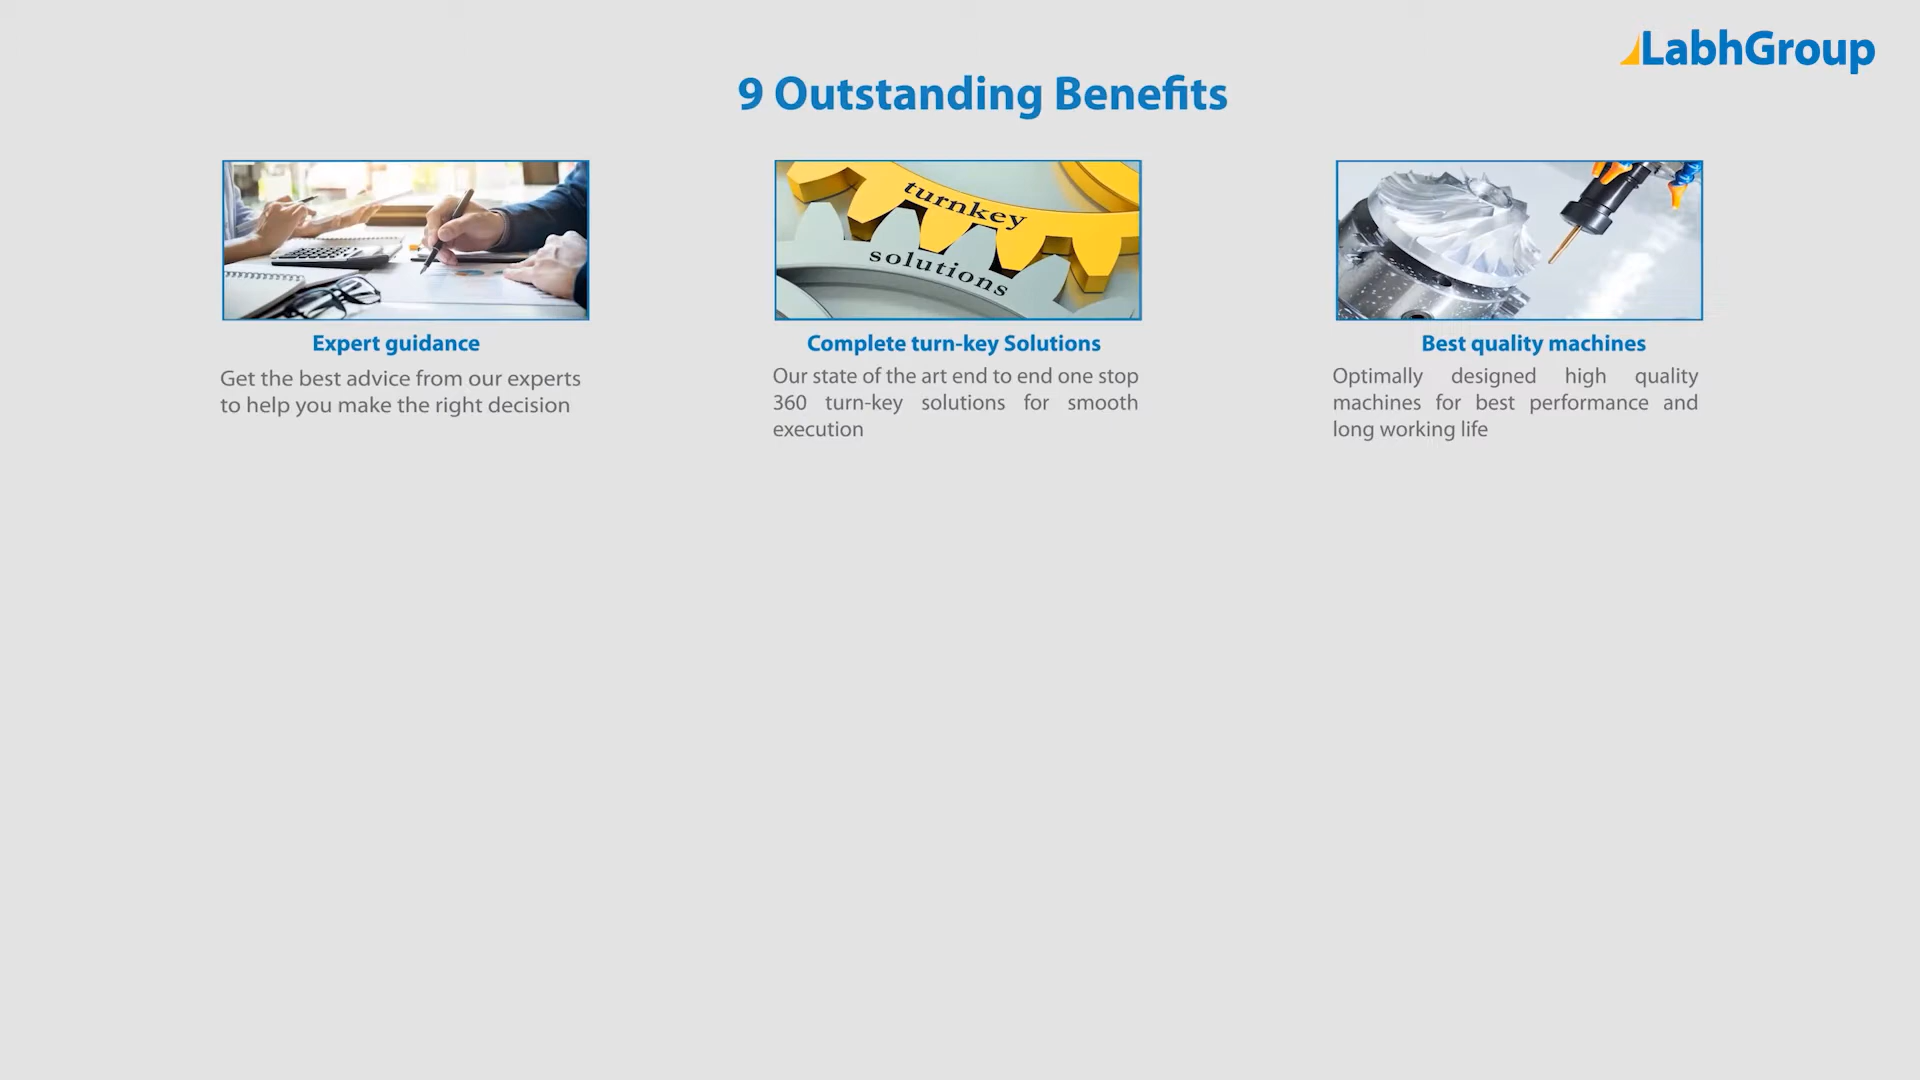 LabhGroup
9 Outstanding Benefits
turnkey
solutions
Expert guidance
Get the best advice from our experts
to help you make the right decision
Complete turn-key Solutions
Our state of the art end to end one stop
360 turn-key solutions for smooth
execution
Best quality machines
Optimally designed high quality
machines for best performance and
long working life